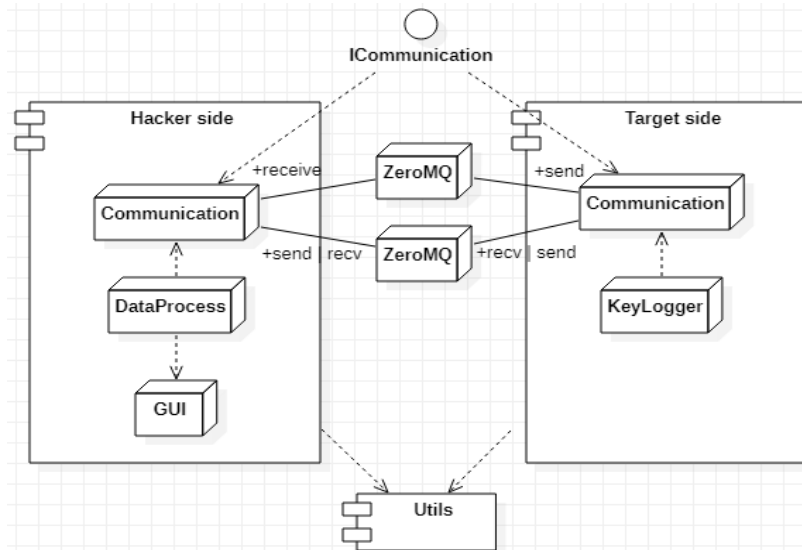 ICommunication
Hacker side
Target side
+receive
ZeroMQ
+send
Communication
Communication
+send | recv
ZeroMQ
+recv | send
DataProcess
KeyLogger
GUI
Utils